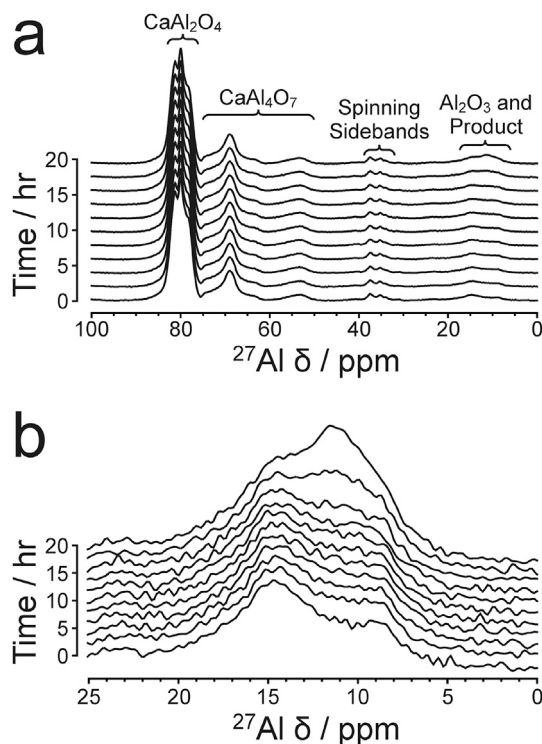 a
CaAl₂O₄
CaAl₄O₇
Spinning
Sidebands
Al₂O₃ and
Product
20
15
10
5
0
Time / hr
100 80 60 40 20 0
²⁷Al δ / ppm
b
20
15
10
5
0
Time / hr
25 20 15 10 5 0
²⁷Al δ / ppm